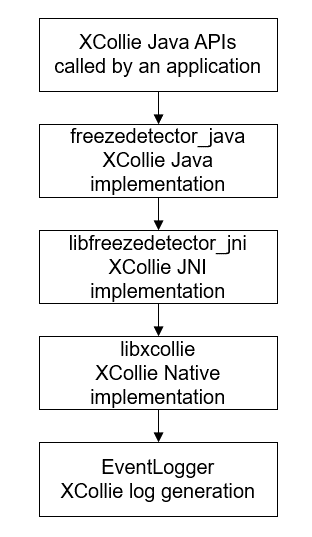 XCollie Java APIs
called by an application
freezedetector_java
XCollie Java
implementation
libfreezedetector_jni
XCollie JNI
implementation
libxcollie
XCollie Native
implementation
EventLogger
XCollie log generation